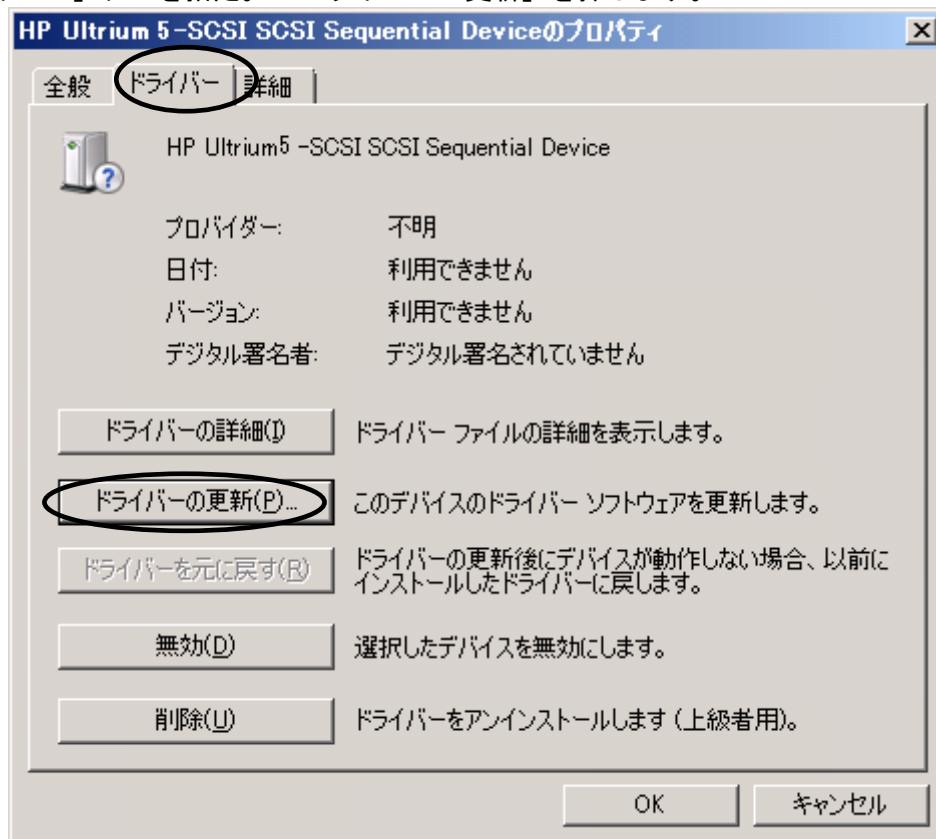 HP Ultrium 5-SCSI SCSI Sequential Deviceのプロパティ
全般 ドライバー 詳細
HP Ultrium5 -SCSI SCSI Sequential Device
プロバイダー: 不明
日付: 利用できません
バージョン: 利用できません
デジタル署名者: デジタル署名されていません
ドライバーの詳細(I) ドライバー ファイルの詳細を表示します。
ドライバーの更新(P)... このデバイスのドライバー ソフトウェアを更新します。
ドライバーを元に戻す(R) ドライバーの更新後にデバイスが動作しない場合、以前に
インストールしたドライバーに戻します。
無効(D) 選択したデバイスを無効にします。
削除(U) ドライバーをアンインストールします (上級者用)。
OK キャンセル